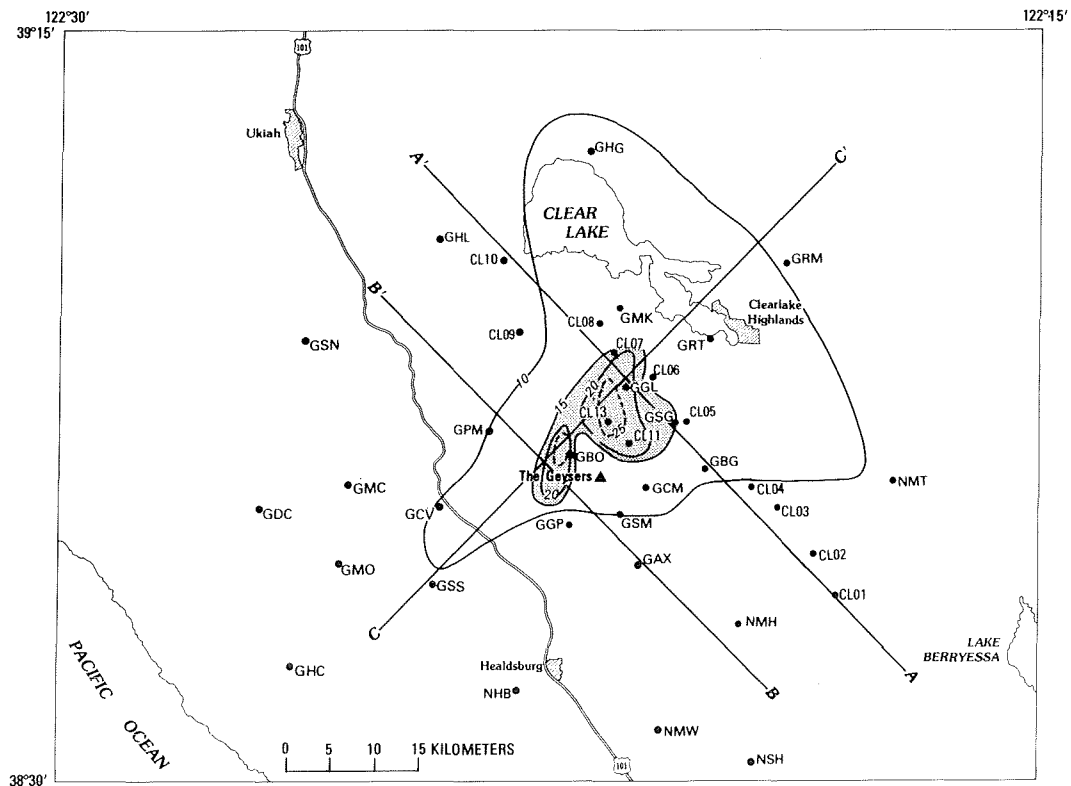 122°30′
122°15′
39°15′
101
Ukiah
A′
GHG
C′
CLEAR
LAKE
GHL
CL10
GRM
B′
Clearlake
Highlands
GMK
CL08
CL09
GSN
GRT
CL07
CL06
10
20
GGL
15
CL13
GSG
CL05
25
CL11
GPM
GBO
GBG
The Geysers
GMC
GCM
CL04
NMT
20
GDC
GCV
CL03
GSM
GGP
CL02
GMO
GAX
GSS
CL01
NMH
C
PACIFIC
OCEAN
LAKE
BERRYESSA
GHC
Healdsburg
A
NHB
B
NMW
0 5 10 15 KILOMETERS
NSH
101
38°30′